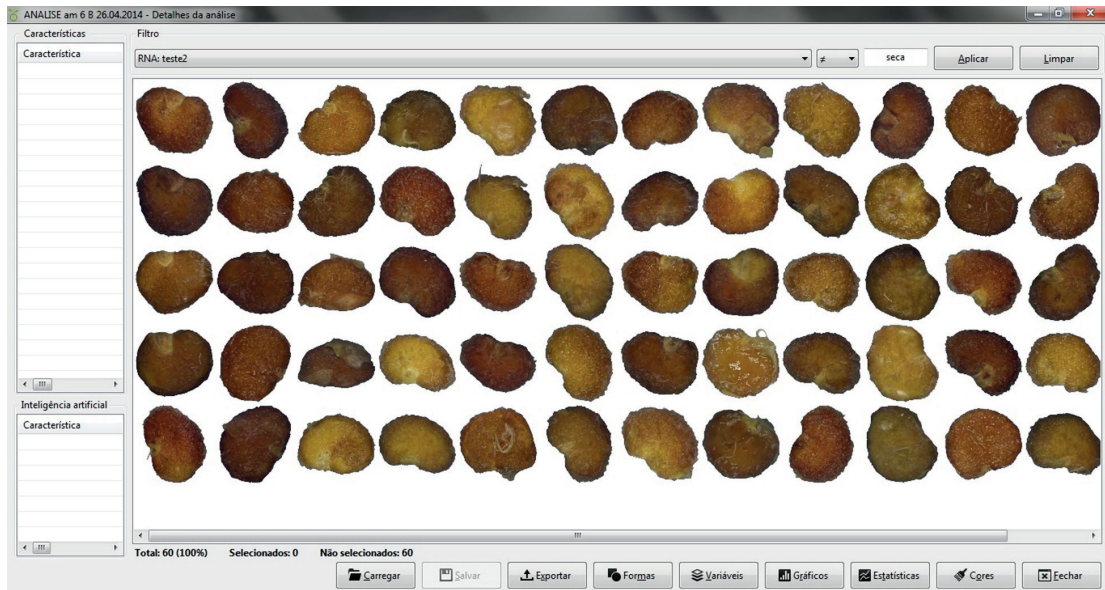 ANALISE am 6 B 26.04.2014 - Detalhes da análise
Características
Filtro
Característica
RNA: teste2
≠
seca
Aplicar
Limpar
Inteligência artificial
Característica
Total: 60 (100%) Selecionados: 0 Não selecionados: 60
Carregar Salvar Exportar Formas Variáveis Gráficos Estatísticas Cores Fechar